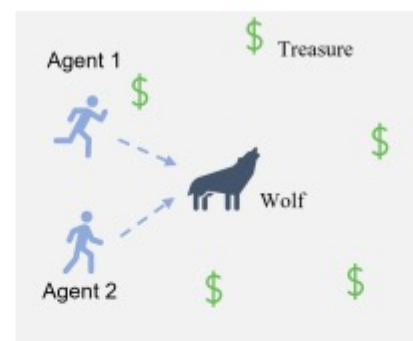 $ Treasure
Agent 1
$
$
Wolf
Agent 2
$
$